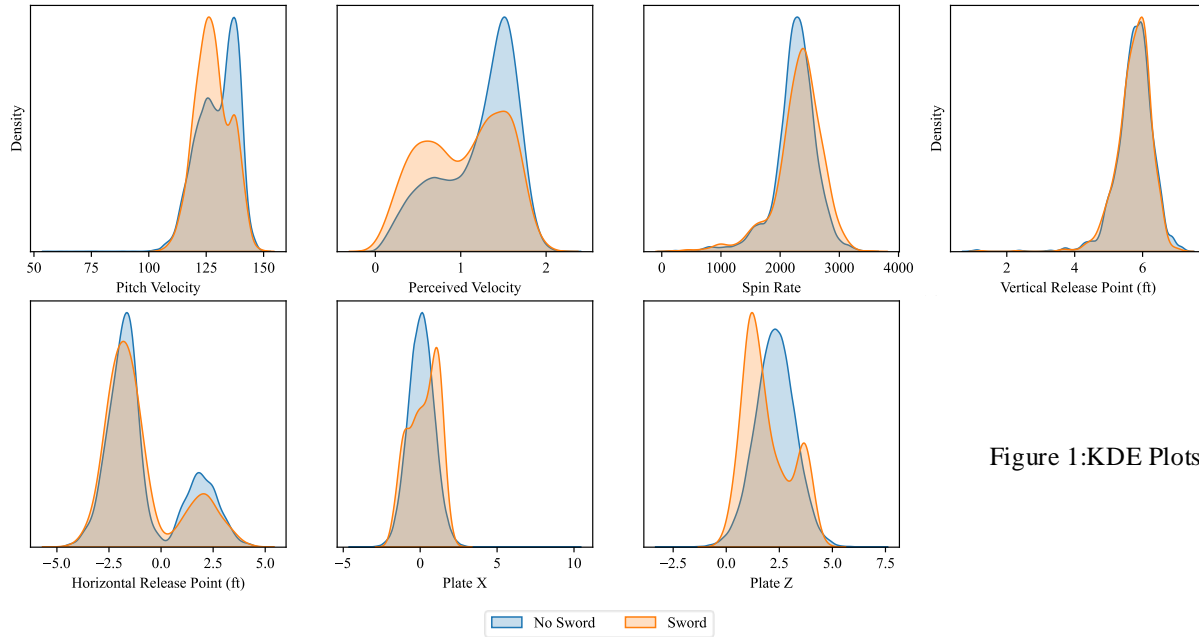 Density
50 75 100 125 150
Pitch Velocity
0 1 2
Perceived Velocity
0 1000 2000 3000 4000
Spin Rate
Density
2 4 6
Vertical Release Point (ft)
−5.0 −2.5 0.0 2.5 5.0
Horizontal Release Point (ft)
−5 0 5 10
Plate X
−2.5 0.0 2.5 5.0 7.5
Plate Z
Figure 1:KDE Plots
No Sword Sword